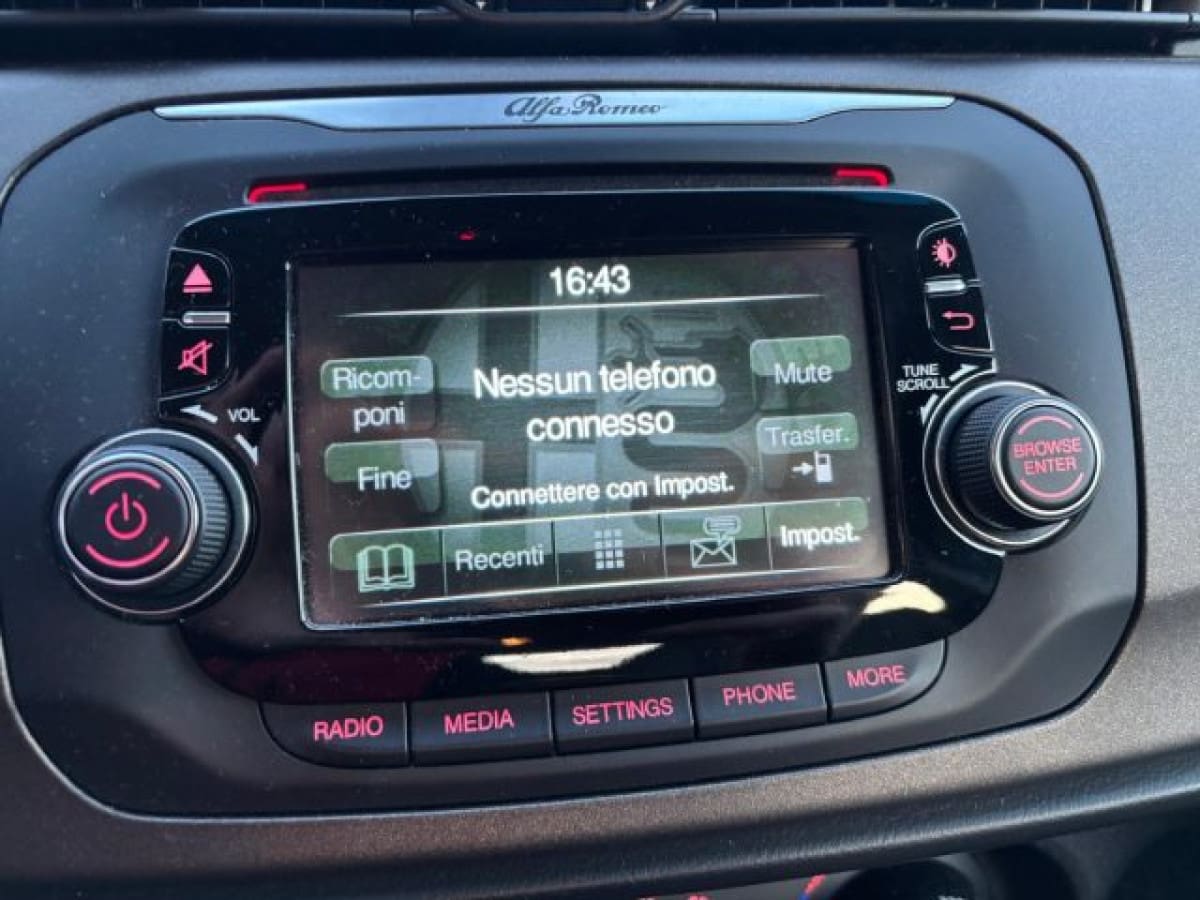 Alfa Romeo
16:43
Ricom-
poni
Nessun telefono
connesso
Mute
Fine
Trasfer.
Connettere con Impost.
Recenti
Impost.
VOL
TUNE
SCROLL
BROWSE
ENTER
RADIO
MEDIA
SETTINGS
PHONE
MORE